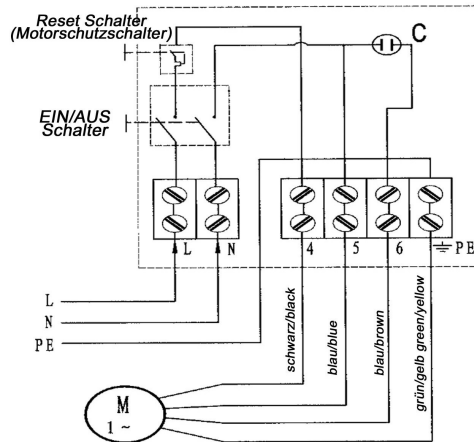 Reset Schalter
(Motorschutzschalter)
C
EIN/AUS
Schalter
L N 4 5 6 PE
L
N
PE
schwarz/black
blau/blue
blau/brown
grün/gelb green/yellow
M
1 ~